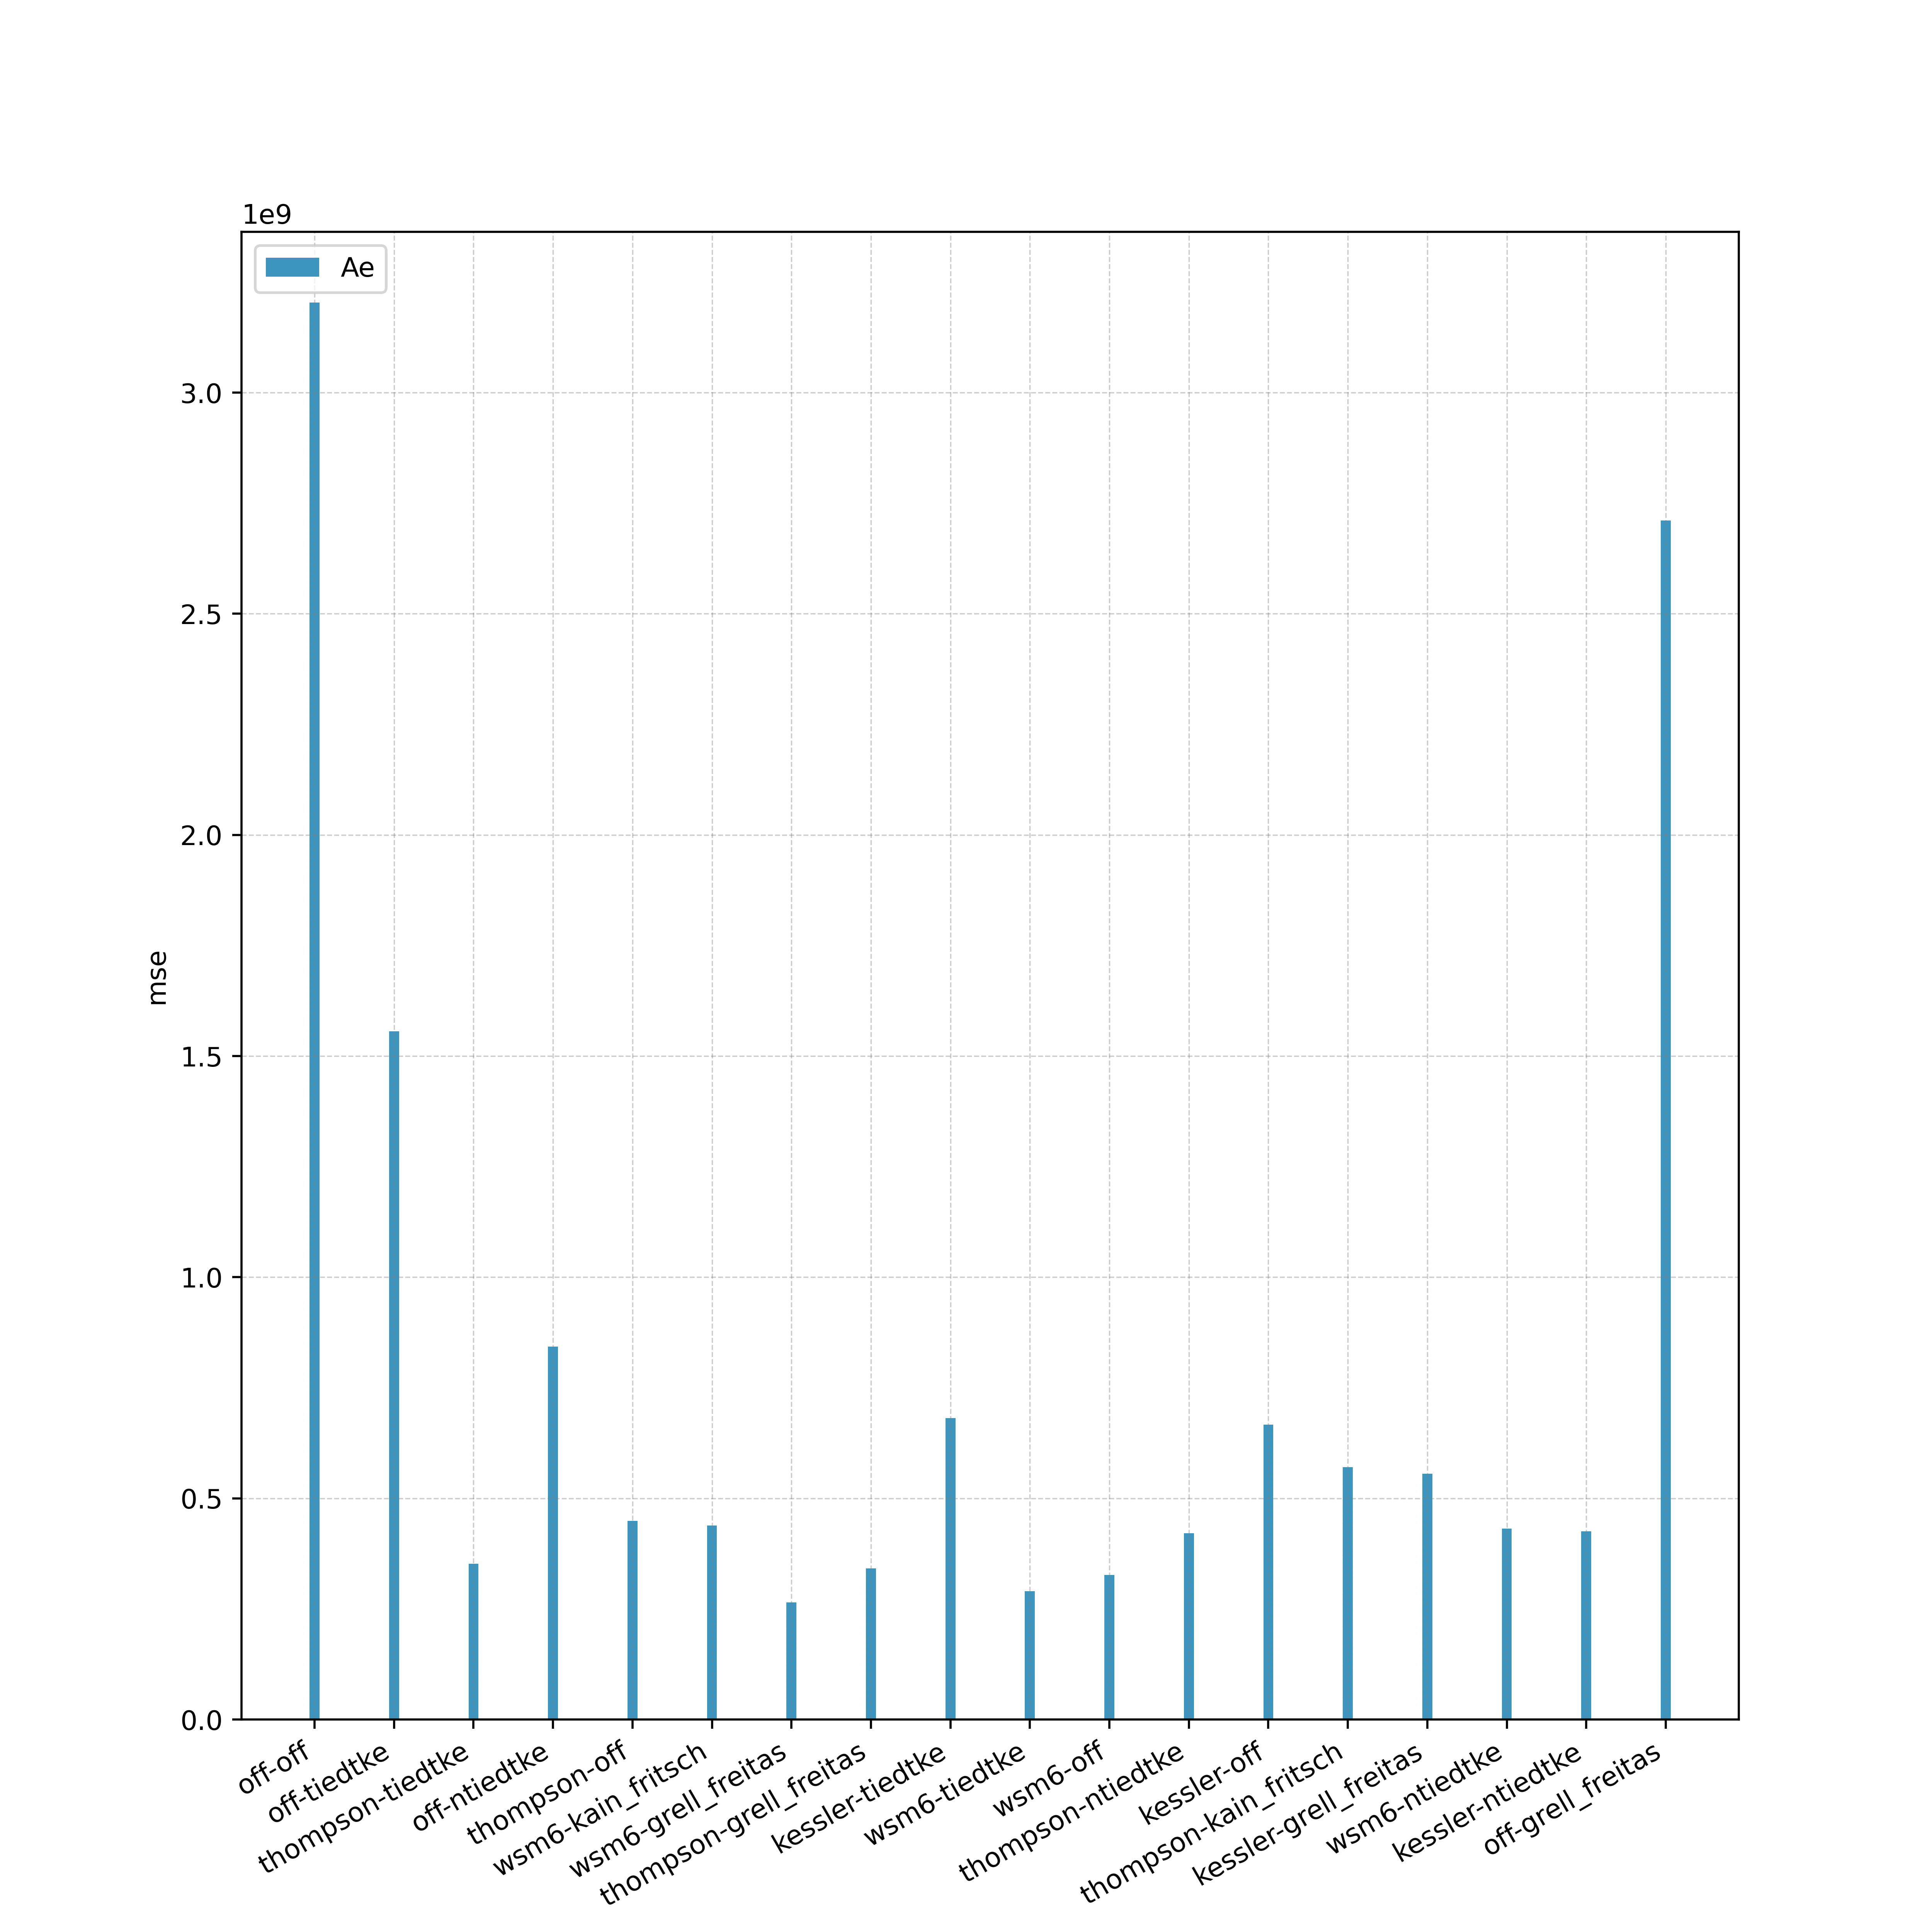 1e9
Ae
3.0
2.5
2.0
1.5
1.0
0.5
0.0
mse
off-off
off-tiedtke
thompson-tiedtke
off-ntiedtke
thompson-off
wsm6-kain_fritsch
wsm6-grell_freitas
thompson-grell_freitas
kessler-tiedtke
wsm6-tiedtke
wsm6-off
thompson-ntiedtke
kessler-off
thompson-kain_fritsch
kessler-grell_freitas
wsm6-ntiedtke
kessler-ntiedtke
off-grell_freitas